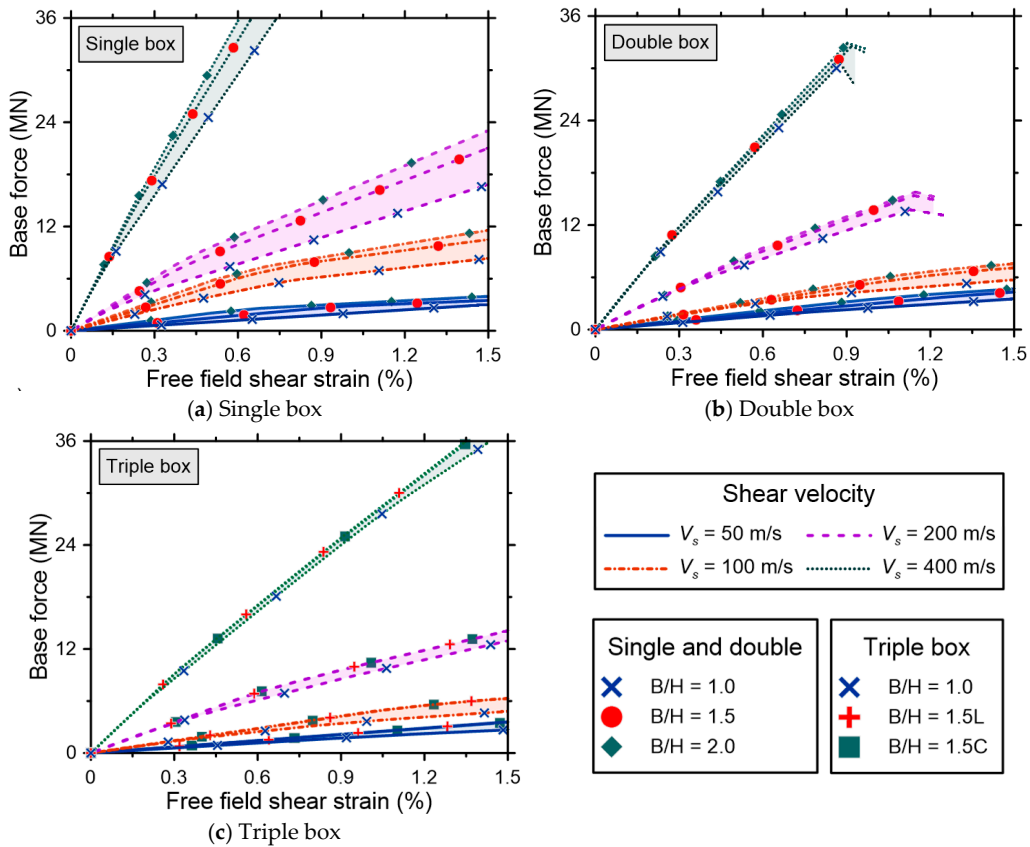 36
24
12
0
Base force (MN)
Single box
0 0.3 0.6 0.9 1.2 1.5
Free field shear strain (%)
(a) Single box
36
24
12
0
Base force (MN)
Double box
0 0.3 0.6 0.9 1.2 1.5
Free field shear strain (%)
(b) Double box
36
24
12
0
Base force (MN)
Triple box
0 0.3 0.6 0.9 1.2 1.5
Free field shear strain (%)
(c) Triple box
Shear velocity
Vs = 50 m/s Vs = 200 m/s
Vs = 100 m/s Vs = 400 m/s
Single and double
B/H = 1.0
B/H = 1.5
B/H = 2.0
Triple box
B/H = 1.0
B/H = 1.5L
B/H = 1.5C